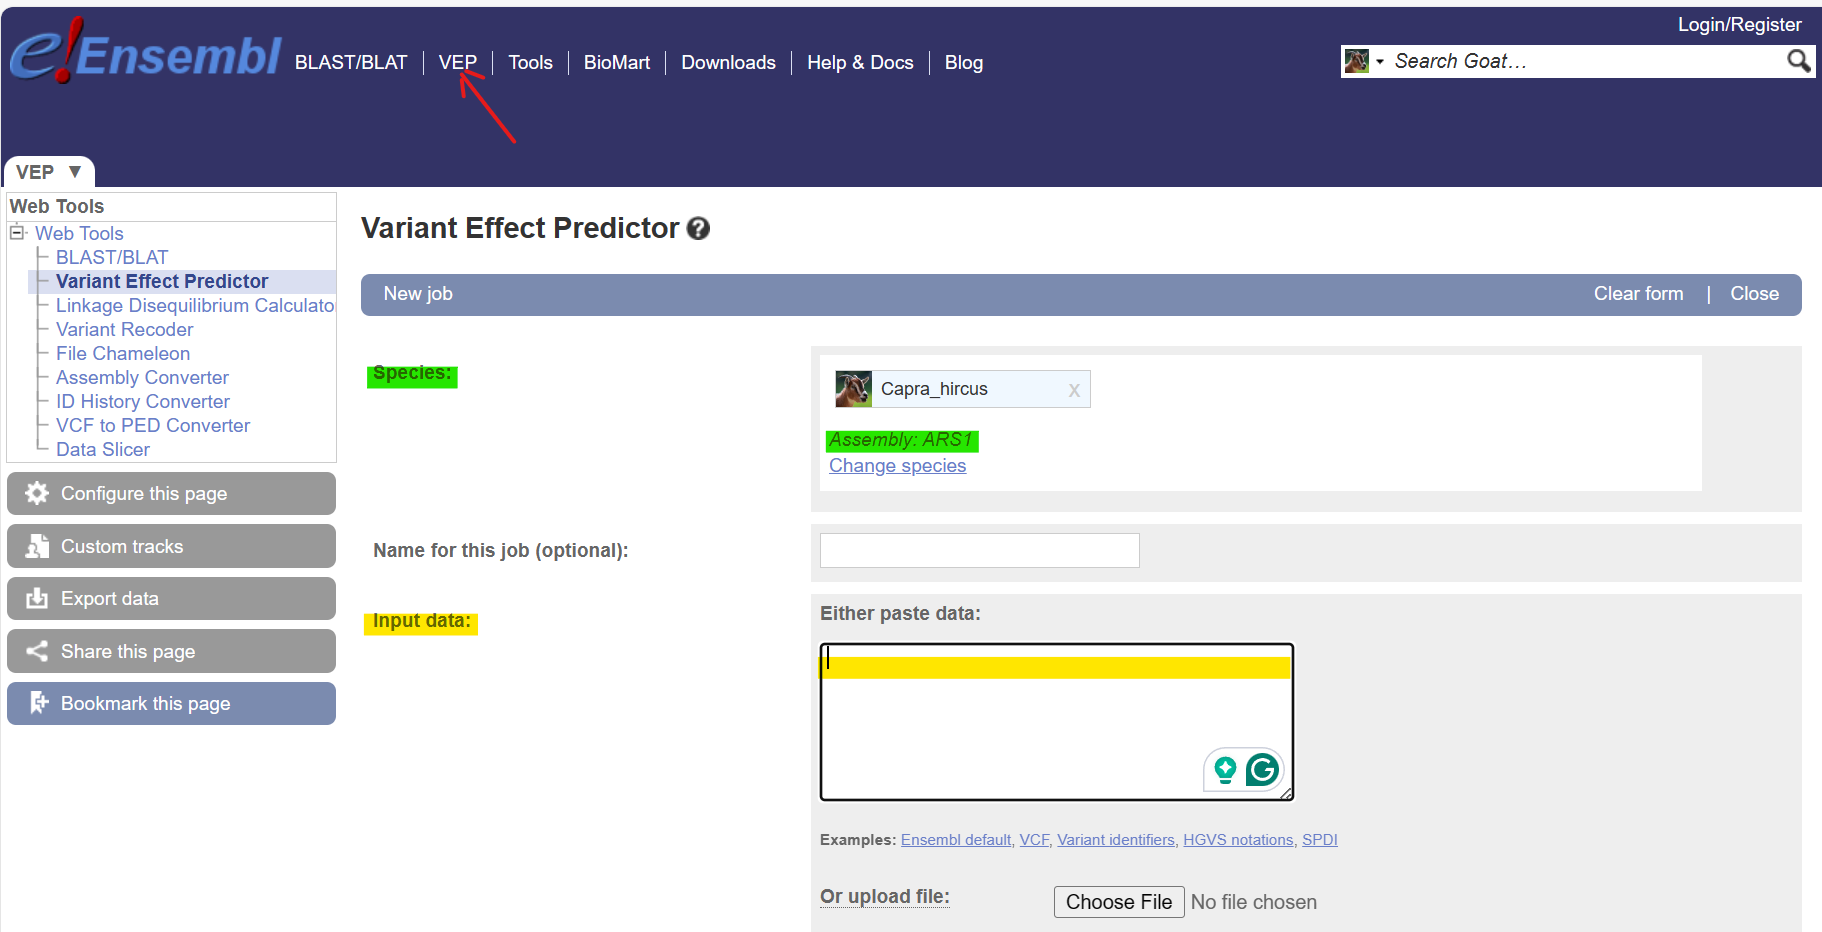 Login/Register
e!Ensembl BLAST/BLAT VEP Tools BioMart Downloads Help & Docs Blog
Search Goat…
VEP ▼
Web Tools
Web Tools
BLAST/BLAT
Variant Effect Predictor
Linkage Disequilibrium Calculato
Variant Recoder
File Chameleon
Assembly Converter
ID History Converter
VCF to PED Converter
Data Slicer
Configure this page
Custom tracks
Export data
Share this page
Bookmark this page
Variant Effect Predictor ?
New job Clear form | Close
Species:
Capra_hircus x
Assembly: ARS1
Change species
Name for this job (optional):
Input data:
Either paste data:
Examples: Ensembl default, VCF, Variant identifiers, HGVS notations, SPDI
Or upload file: Choose File No file chosen